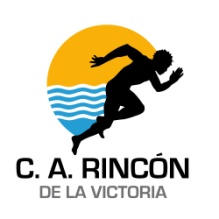 C. A. RINCÓN
DE LA VICTORIA